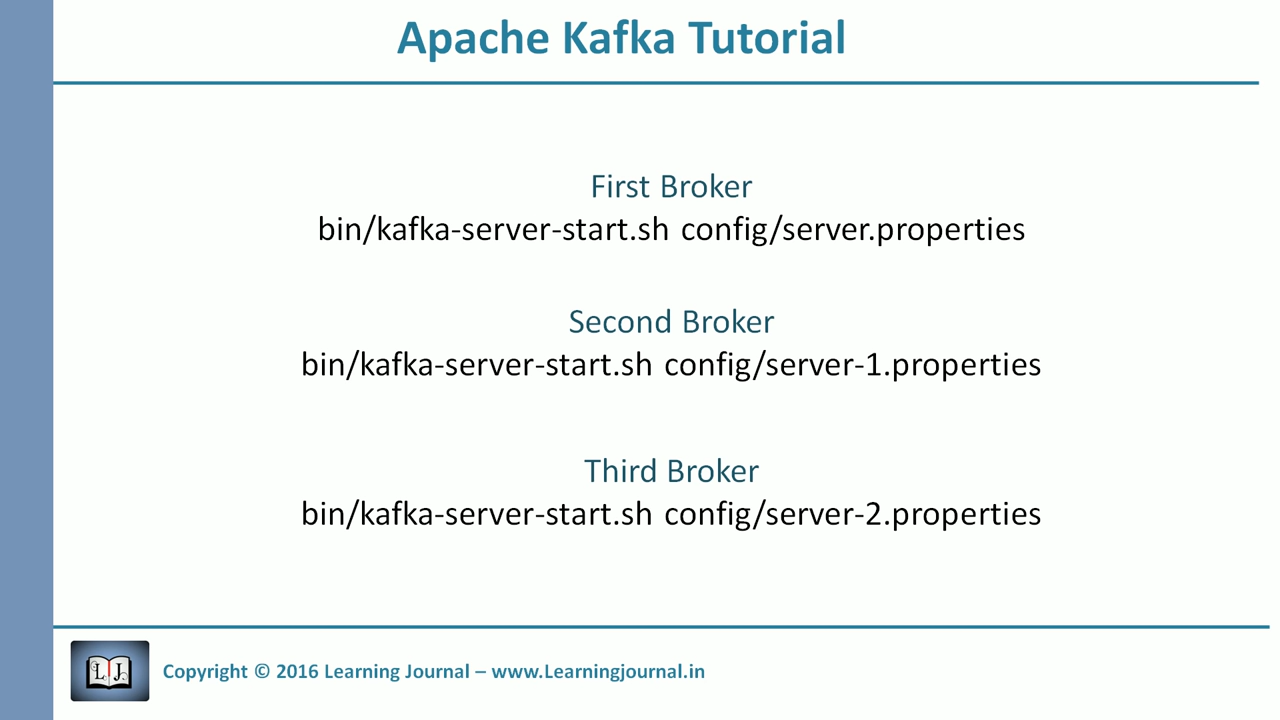 Apache Kafka Tutorial
First Broker
bin/kafka-server-start.sh config/server.properties
Second Broker
bin/kafka-server-start.sh config/server-1.properties
Third Broker
bin/kafka-server-start.sh config/server-2.properties
LJ
Copyright © 2016 Learning Journal – www.Learningjournal.in